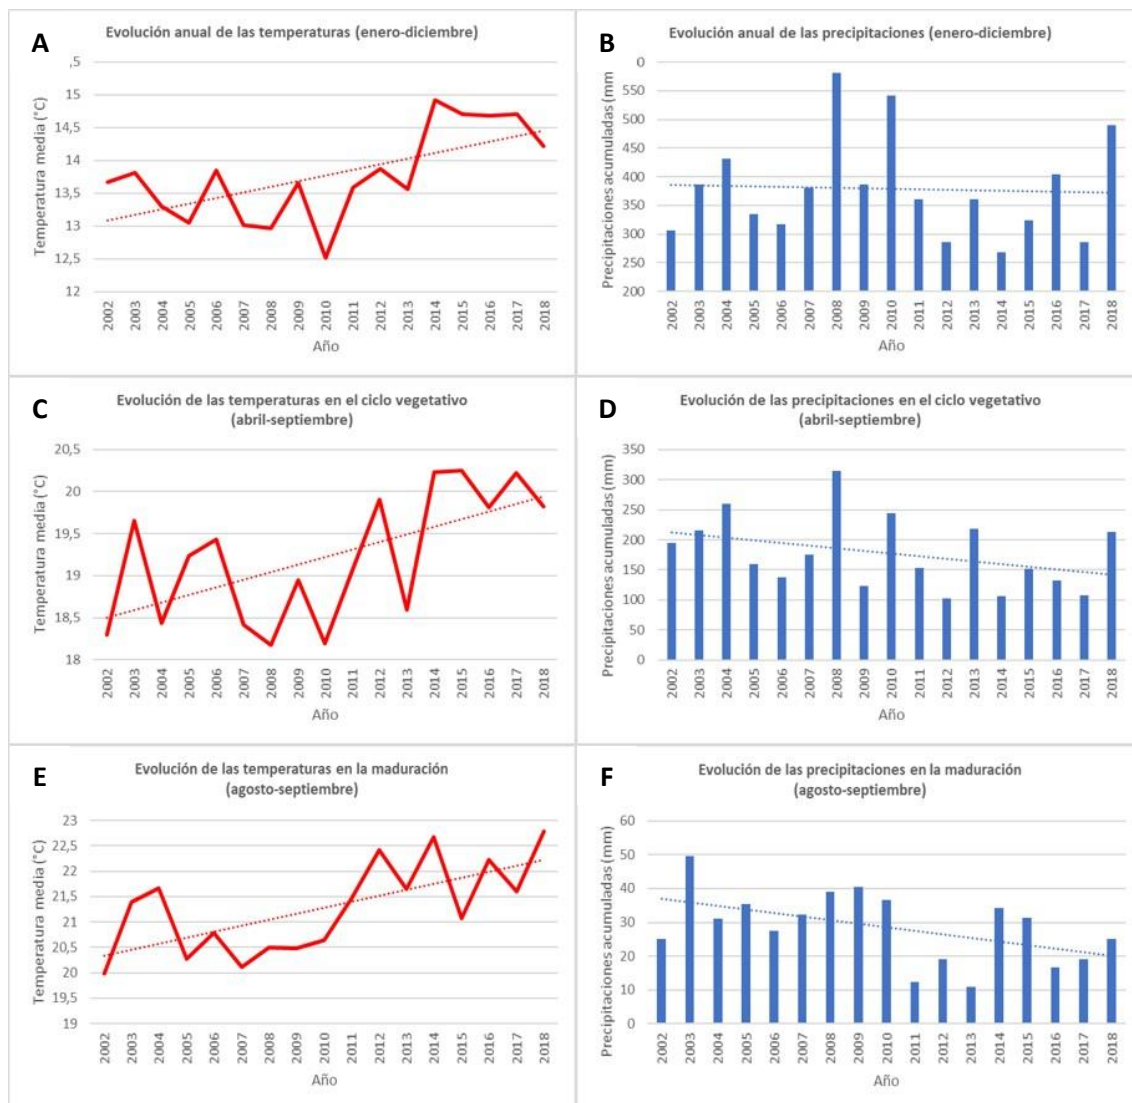 A
Evolución anual de las temperaturas (enero-diciembre)
Temperatura media (°C)
,5
15
14,5
14
13,5
13
12,5
12
2002 2003 2004 2005 2006 2007 2008 2009 2010 2011 2012 2013 2014 2015 2016 2017 2018
Año
B
Evolución anual de las precipitaciones (enero-diciembre)
Precipitaciones acumuladas (mm
0
550
500
450
400
350
300
250
200
2002 2003 2004 2005 2006 2007 2008 2009 2010 2011 2012 2013 2014 2015 2016 2017 2018
Año
C
Evolución de las temperaturas en el ciclo vegetativo
(abril-septiembre)
Temperatura media (°C)
20,5
20
19,5
19
18,5
18
2002 2003 2004 2005 2006 2007 2008 2009 2010 2011 2012 2013 2014 2015 2016 2017 2018
Año
D
Evolución de las precipitaciones en el ciclo vegetativo
(abril-septiembre)
Precipitaciones acumuladas (mm)
350
300
250
200
150
100
50
0
2002 2003 2004 2005 2006 2007 2008 2009 2010 2011 2012 2013 2014 2015 2016 2017 2018
Año
E
Evolución de las temperaturas en la maduración
(agosto-septiembre)
Temperatura media (°C)
23
22,5
22
21,5
21
20,5
20
19,5
19
2002 2003 2004 2005 2006 2007 2008 2009 2010 2011 2012 2013 2014 2015 2016 2017 2018
Año
F
Evolución de las precipitaciones en la maduración
(agosto-septiembre)
Precipitaciones acumuladas (mm)
60
50
40
30
20
10
0
2002 2003 2004 2005 2006 2007 2008 2009 2010 2011 2012 2013 2014 2015 2016 2017 2018
Año